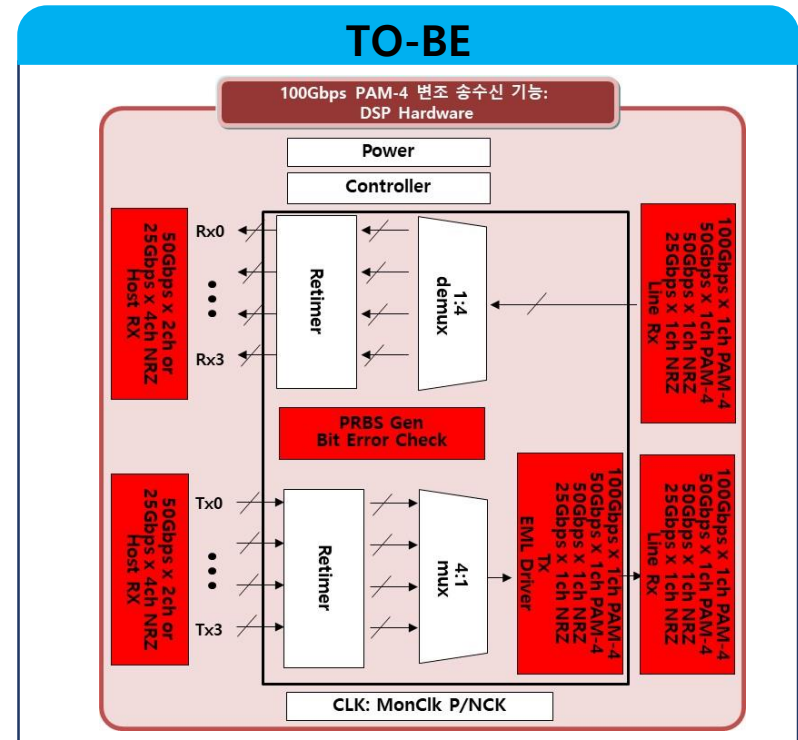 TO-BE
100Gbps PAM-4 변조 송수신 기능:
DSP Hardware
Power
Controller
50Gbps x 2ch or
25Gbps x 4ch NRZ
Host RX
Rx0
Rx3
Retimer
1:4
demux
100Gbps X 1ch PAM-4
50Gbps X 1ch PAM-4
50Gbps X 1ch NRZ
25Gbps X 1ch NRZ
Line Rx
PRBS Gen
Bit Error Check
50Gbps x 2ch or
25Gbps x 4ch NRZ
Host RX
Tx0
Tx3
Retimer
4:1
mux
100Gbps X 1ch PAM-4
50Gbps X 1ch PAM-4
50Gbps X 1ch NRZ
25Gbps X 1ch NRZ
TX
EML Driver
100Gbps X 1ch PAM-4
50Gbps X 1ch PAM-4
50Gbps X 1ch NRZ
25Gbps X 1ch NRZ
Line Rx
CLK: MonClk P/NCK